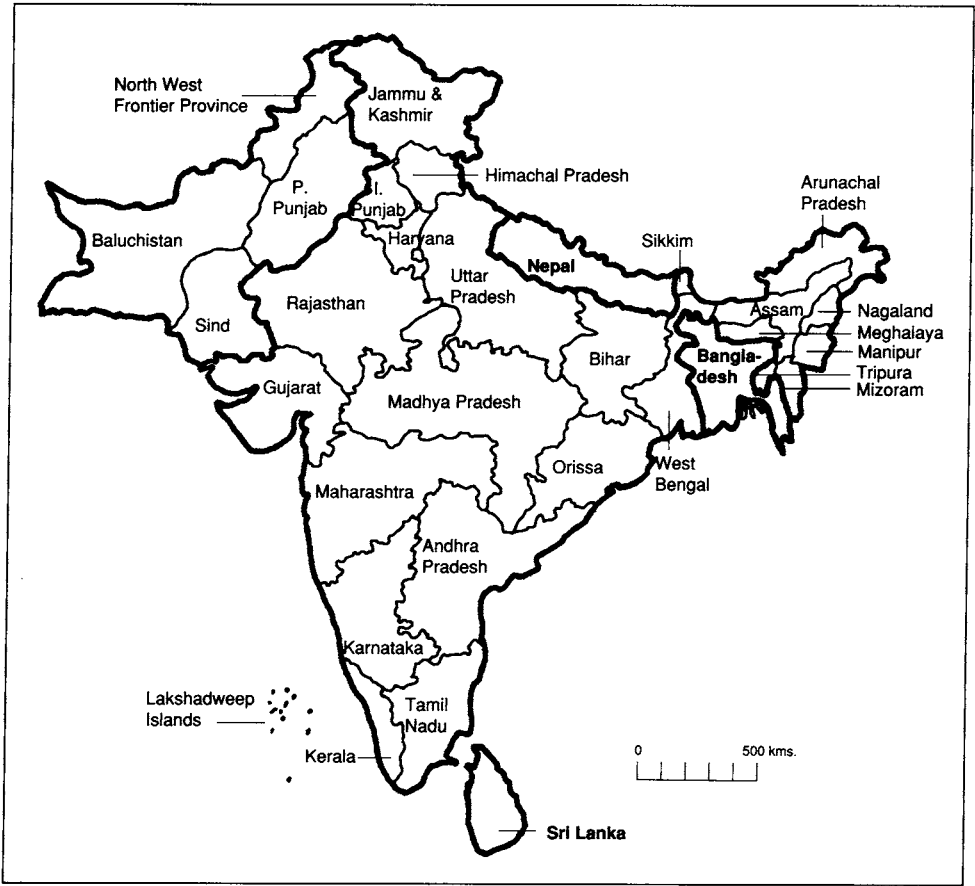 North West
Frontier Province
Jammu &
Kashmir
Himachal Pradesh
Arunachal
Pradesh
P.
Punjab
I.
Punjab
Baluchistan
Haryana
Sikkim
Nepal
Uttar
Pradesh
Rajasthan
Sind
Assam
Nagaland
Meghalaya
Manipur
Tripura
Mizoram
Bangla-
desh
Bihar
Gujarat
Madhya Pradesh
Orissa
West
Bengal
Maharashtra
Andhra
Pradesh
Karnataka
Lakshadweep
Islands
Tamil
Nadu
Kerala
0 500 kms.
Sri Lanka